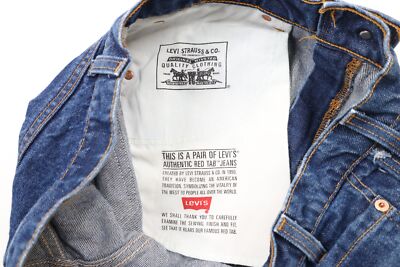 LEVI STRAUSS & CO.
QUALITY CLOTHING
THIS IS A PAIR OF LEVI'S
AUTHENTIC RED TAB JEANS
CREATED BY LEVI STRAUSS & CO. IN 1850,
THEY HAVE BECOME AN AMERICAN
TRADITION, SYMBOLIZING THE VITALITY OF
THE WEST TO PEOPLE ALL OVER THE WORLD.
LEVI'S
WE SHALL THANK YOU TO CAREFULLY
EXAMINE THE SEWING, FINISH AND FIT.
SEE THAT IS BEARS OUR FAMOUS RED TAB.